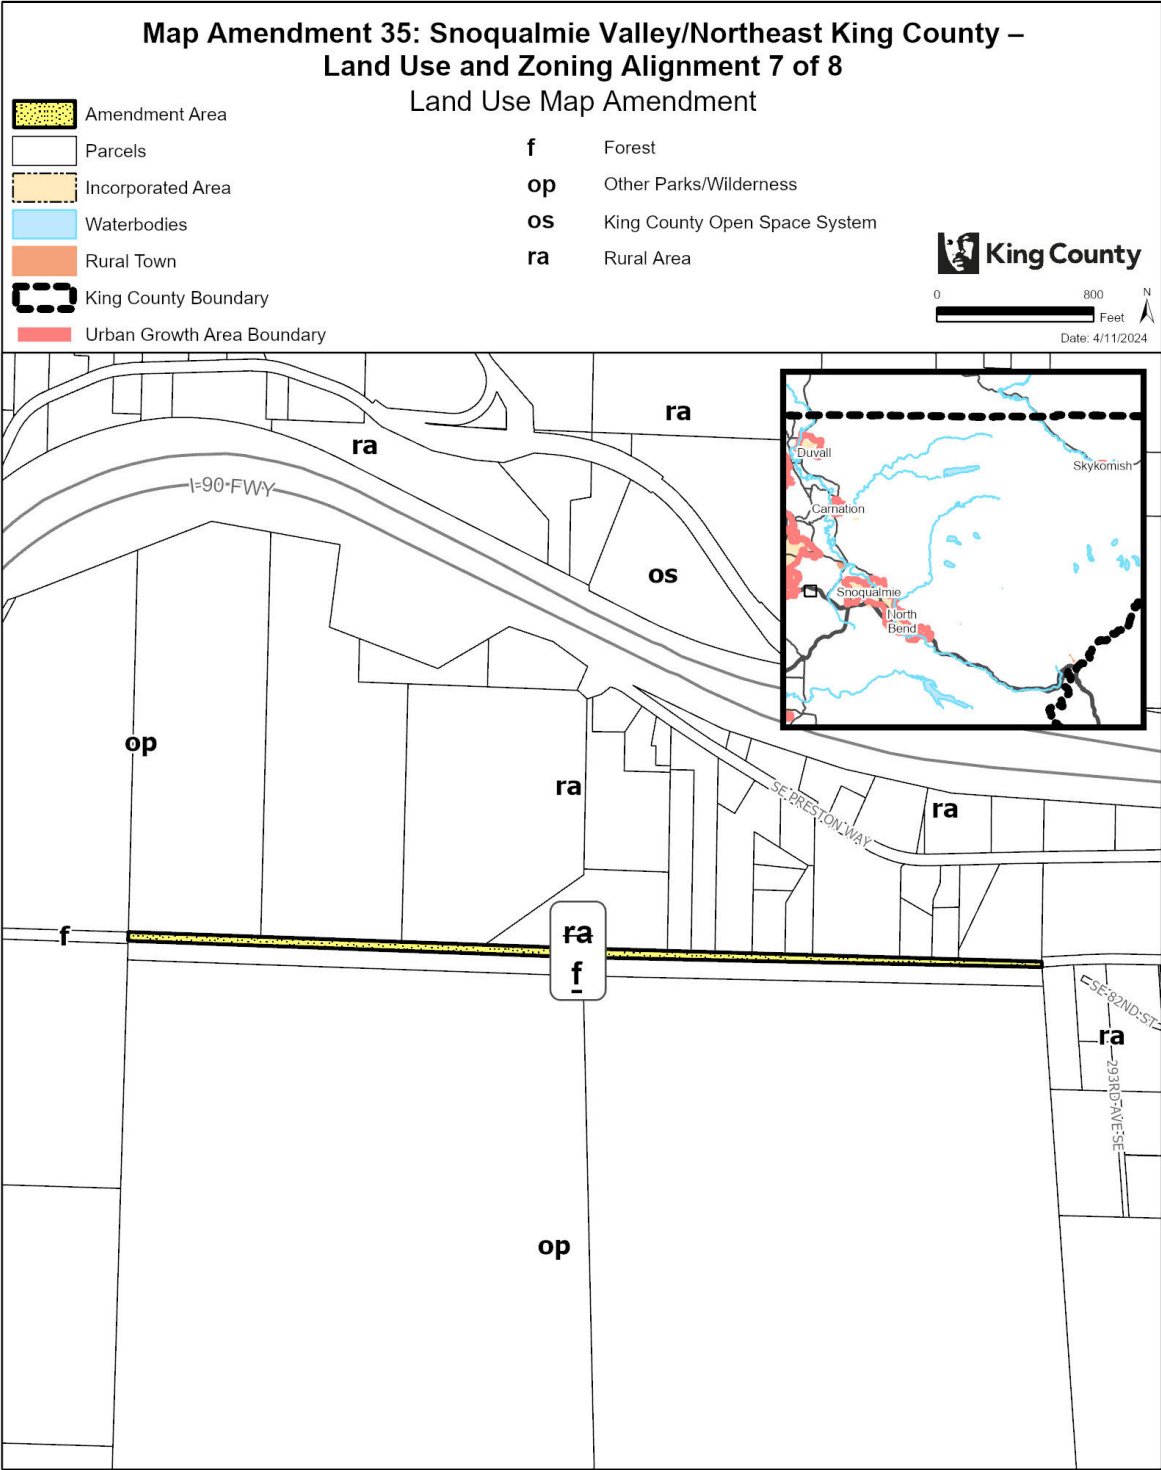 Map Amendment 35: Snoqualmie Valley/Northeast King County –
Land Use and Zoning Alignment 7 of 8
Land Use Map Amendment
Amendment Area
Parcels
Incorporated Area
Waterbodies
Rural Town
King County Boundary
Urban Growth Area Boundary
f Forest
op Other Parks/Wilderness
os King County Open Space System
ra Rural Area
King County
0 800
Feet
N
Date: 4/11/2024
ra
ra
I-90 FWY
os
Duvall
Skykomish
Carnation
Snoqualmie
North
Bend
op
ra
SE PRESTON WAY
ra
f
ra
f
SE 82ND ST
ra
293RD AVE SE
op